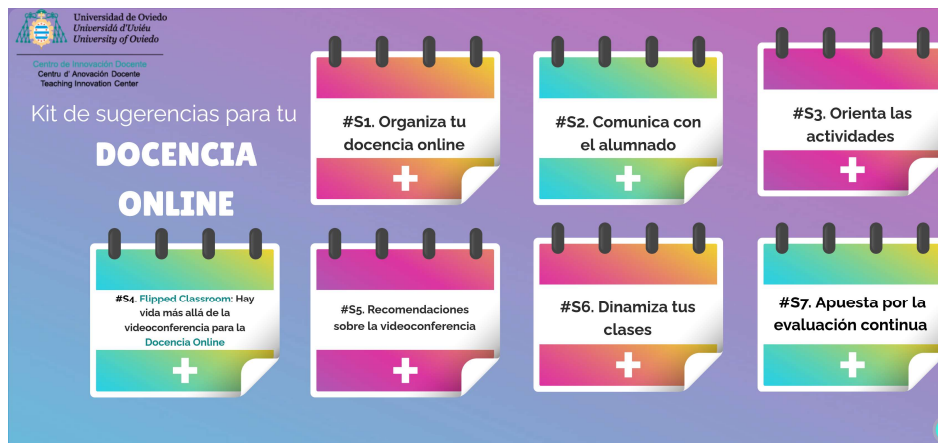 Universidad de Oviedo
Universidá d'Uviéu
University of Oviedo
Centro de Innovación Docente
Centru d' Anovación Docente
Teaching Innovation Center
Kit de sugerencias para tu
DOCENCIA
ONLINE
#S1. Organiza tu
docencia online
#S2. Comunica con
el alumnado
#S3. Orienta las
actividades
#S4. Flipped Classroom: Hay
vida más allá de la
videoconferencia para la
Docencia Online
#S5. Recomendaciones
sobre la videoconferencia
#S6. Dinamiza tus
clases
#S7. Apuesta por la
evaluación continua